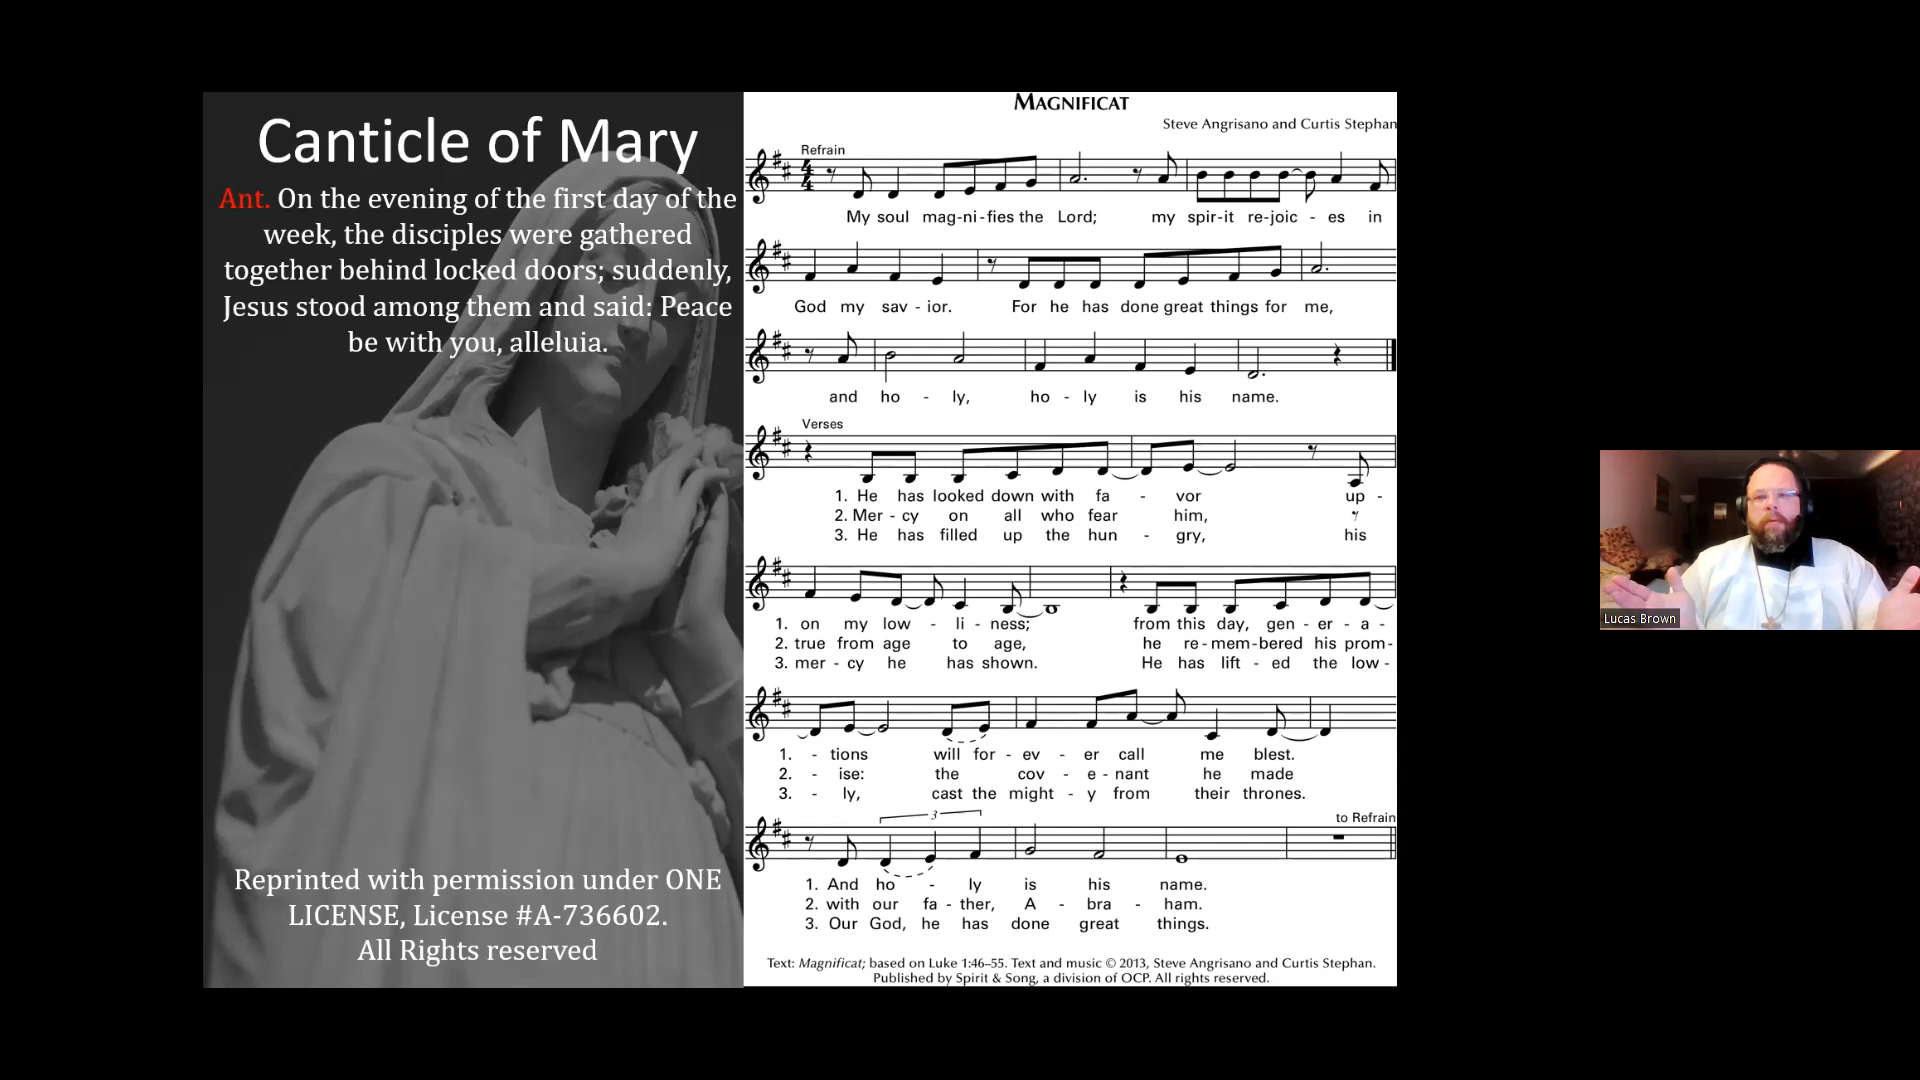 Canticle of Mary
Ant. On the evening of the first day of the
week, the disciples were gathered
together behind locked doors; suddenly,
Jesus stood among them and said: Peace
be with you, alleluia.
Reprinted with permission under ONE
LICENSE, License #A-736602.
All Rights reserved
MAGNIFICAT
Steve Angrisano and Curtis Stephan
Refrain
My soul mag-ni-fies the Lord; my spir-it re-joic - es in
God my sav - ior. For he has done great things for me,
and ho - ly, ho - ly is his name.
Verses
1. He has looked down with fa - vor up -
2. Mer - cy on all who fear him,
3. He has filled up the hun - gry, his
1. on my low - li - ness; from this day, gen - er - a -
2. true from age to age, he re - mem - bered his prom -
3. mer - cy he has shown. He has lift - ed the low -
1. - tions will for - ev - er call me blest.
2. - ise: the cov - e - nant he made
3. - ly, cast the might - y from their thrones.
3
to Refrain
1. And ho - ly is his name.
2. with our fa - ther, A - bra - ham.
3. Our God, he has done great things.
Text: Magnificat; based on Luke 1:46–55. Text and music © 2013, Steve Angrisano and Curtis Stephan.
Published by Spirit & Song, a division of OCP. All rights reserved.
Lucas Brown